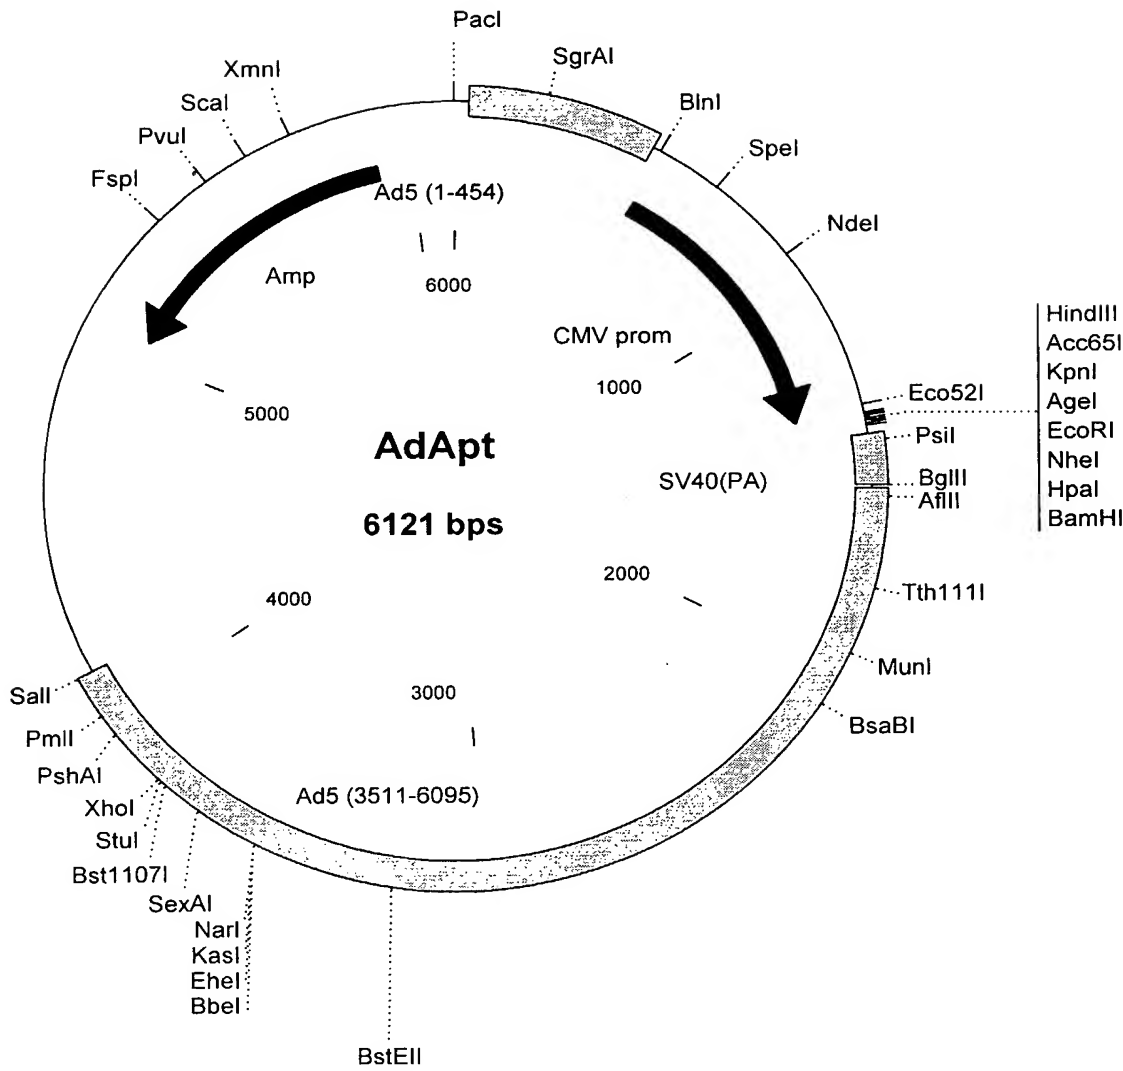 PacI
SgrAI
XmnI
BlnI
ScaI
PvuI
SpeI
FspI
Ad5 (1-454)
NdeI
Amp
6000
HindIII
CMV prom
Acc65I
KpnI
1000
Eco52I
AgeI
5000
EcoRI
PsiI
AdApt
NheI
SV40(PA)
BglII
HpaI
AflII
BamHI
6121 bps
2000
Tth111I
4000
MunI
SalI
3000
BsaBI
PmlI
PshAI
Ad5 (3511-6095)
XhoI
StuI
Bst1107I
SexAI
NarI
KasI
EheI
BbeI
BstEII